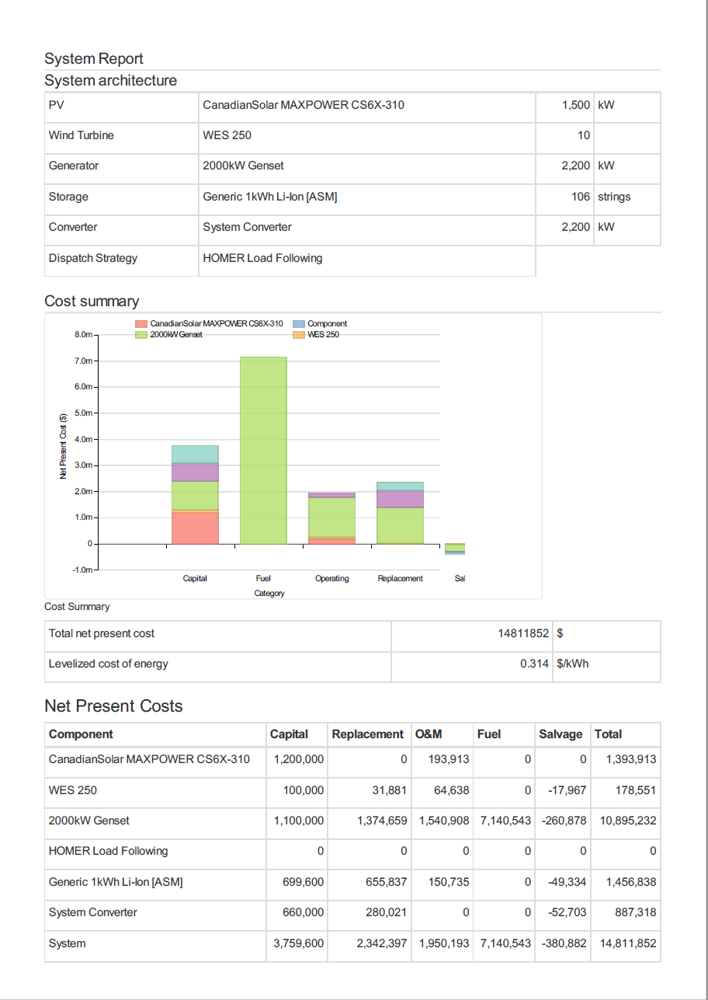 System Report
System architecture
PV CanadianSolar MAXPOWER CS6X-310 1,500 kW
Wind Turbine WES 250 10
Generator 2000kW Genset 2,200 kW
Storage Generic 1kWh Li-Ion [ASM] 106 strings
Converter System Converter 2,200 kW
Dispatch Strategy HOMER Load Following
Cost summary
CanadianSolar MAXPOWER CS6X-310 Component
2000kW Genset WES 250
8.0m
7.0m
6.0m
5.0m
4.0m
3.0m
2.0m
1.0m
0
-1.0m
Net Present Cost ($)
Capital Fuel Operating Replacement Sal
Category
Cost Summary
Total net present cost 14811852 $
Levelized cost of energy 0.314 $/kWh
Net Present Costs
Component Capital Replacement O&M Fuel Salvage Total
CanadianSolar MAXPOWER CS6X-310 1,200,000 0 193,913 0 0 1,393,913
WES 250 100,000 31,881 64,638 0 -17,967 178,551
2000kW Genset 1,100,000 1,374,659 1,540,908 7,140,543 -260,878 10,895,232
HOMER Load Following 0 0 0 0 0 0
Generic 1kWh Li-Ion [ASM] 699,600 655,837 150,735 0 -49,334 1,456,838
System Converter 660,000 280,021 0 0 -52,703 887,318
System 3,759,600 2,342,397 1,950,193 7,140,543 -380,882 14,811,852